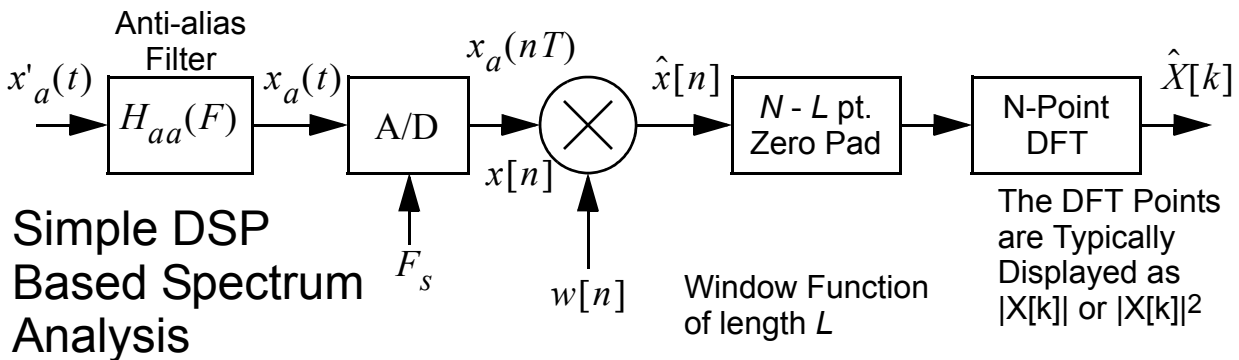 Anti-alias
Filter
x'ₐ(t)
Hₐₐ(F)
xₐ(t)
A/D
Fₛ
xₐ(nT)
x[n]
w[n]
x̂[n]
N - L pt.
Zero Pad
N-Point
DFT
X̂[k]
Simple DSP
Based Spectrum
Analysis
Window Function
of length L
The DFT Points
are Typically
Displayed as
|X[k]| or |X[k]|²